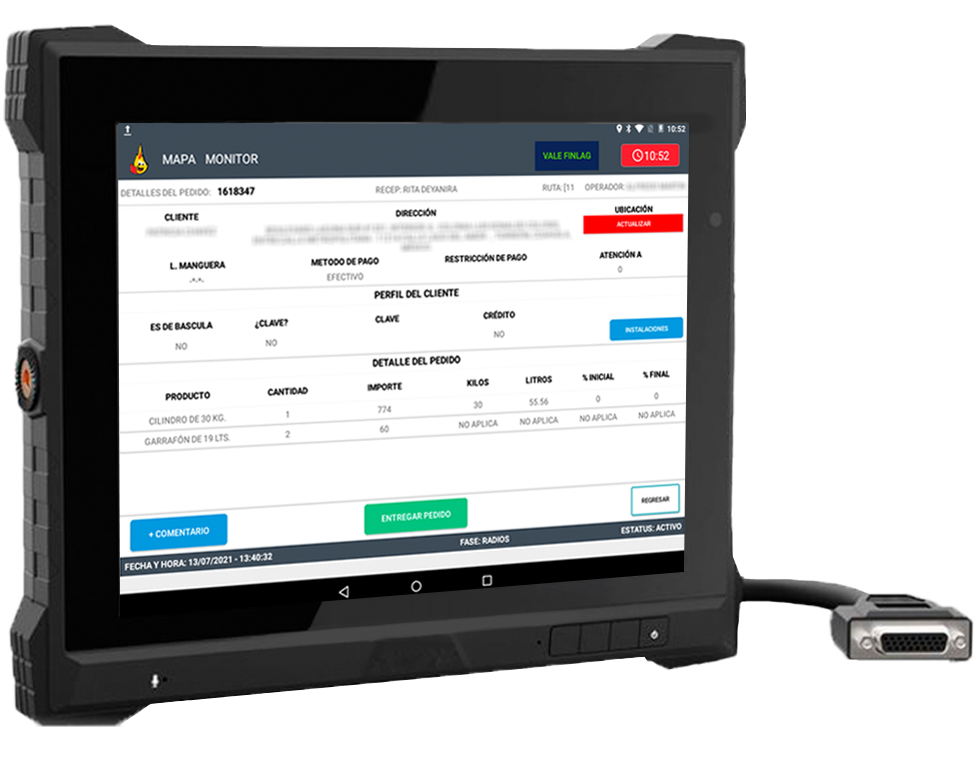 10:52
MAPA MONITOR
VALE FINLAG
10:52
DETALLES DEL PEDIDO: 1618347 RECEP: RITA DEYANIRA RUTA: [11 OPERADOR:
CLIENTE DIRECCIÓN UBICACIÓN
ACTUALIZAR
L. MANGUERA METODO DE PAGO RESTRICCIÓN DE PAGO ATENCIÓN A
-.*.*. EFECTIVO 0
PERFIL DEL CLIENTE
ES DE BASCULA ¿CLAVE? CLAVE CRÉDITO
NO NO NO INSTALACIONES
DETALLE DEL PEDIDO
PRODUCTO CANTIDAD IMPORTE KILOS LITROS % INICIAL % FINAL
CILINDRO DE 30 KG. 1 774 30 55.56 0 0
GARRAFÓN DE 19 LTS. 2 60 NO APLICA NO APLICA NO APLICA NO APLICA
+ COMENTARIO ENTREGAR PEDIDO REGRESAR
FECHA Y HORA: 13/07/2021 - 13:40:32 FASE: RADIOS ESTATUS: ACTIVO